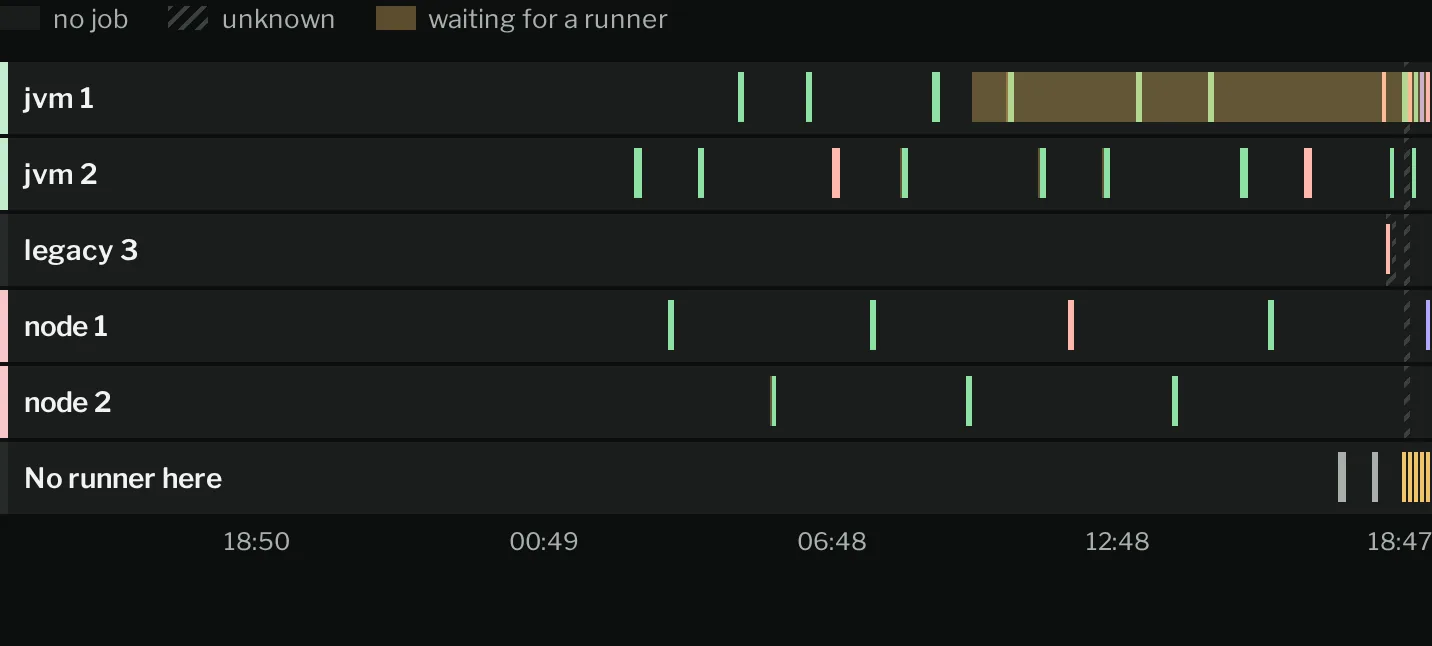 no job unknown waiting for a runner
jvm 1
jvm 2
legacy 3
node 1
node 2
No runner here
18:50 00:49 06:48 12:48 18:47